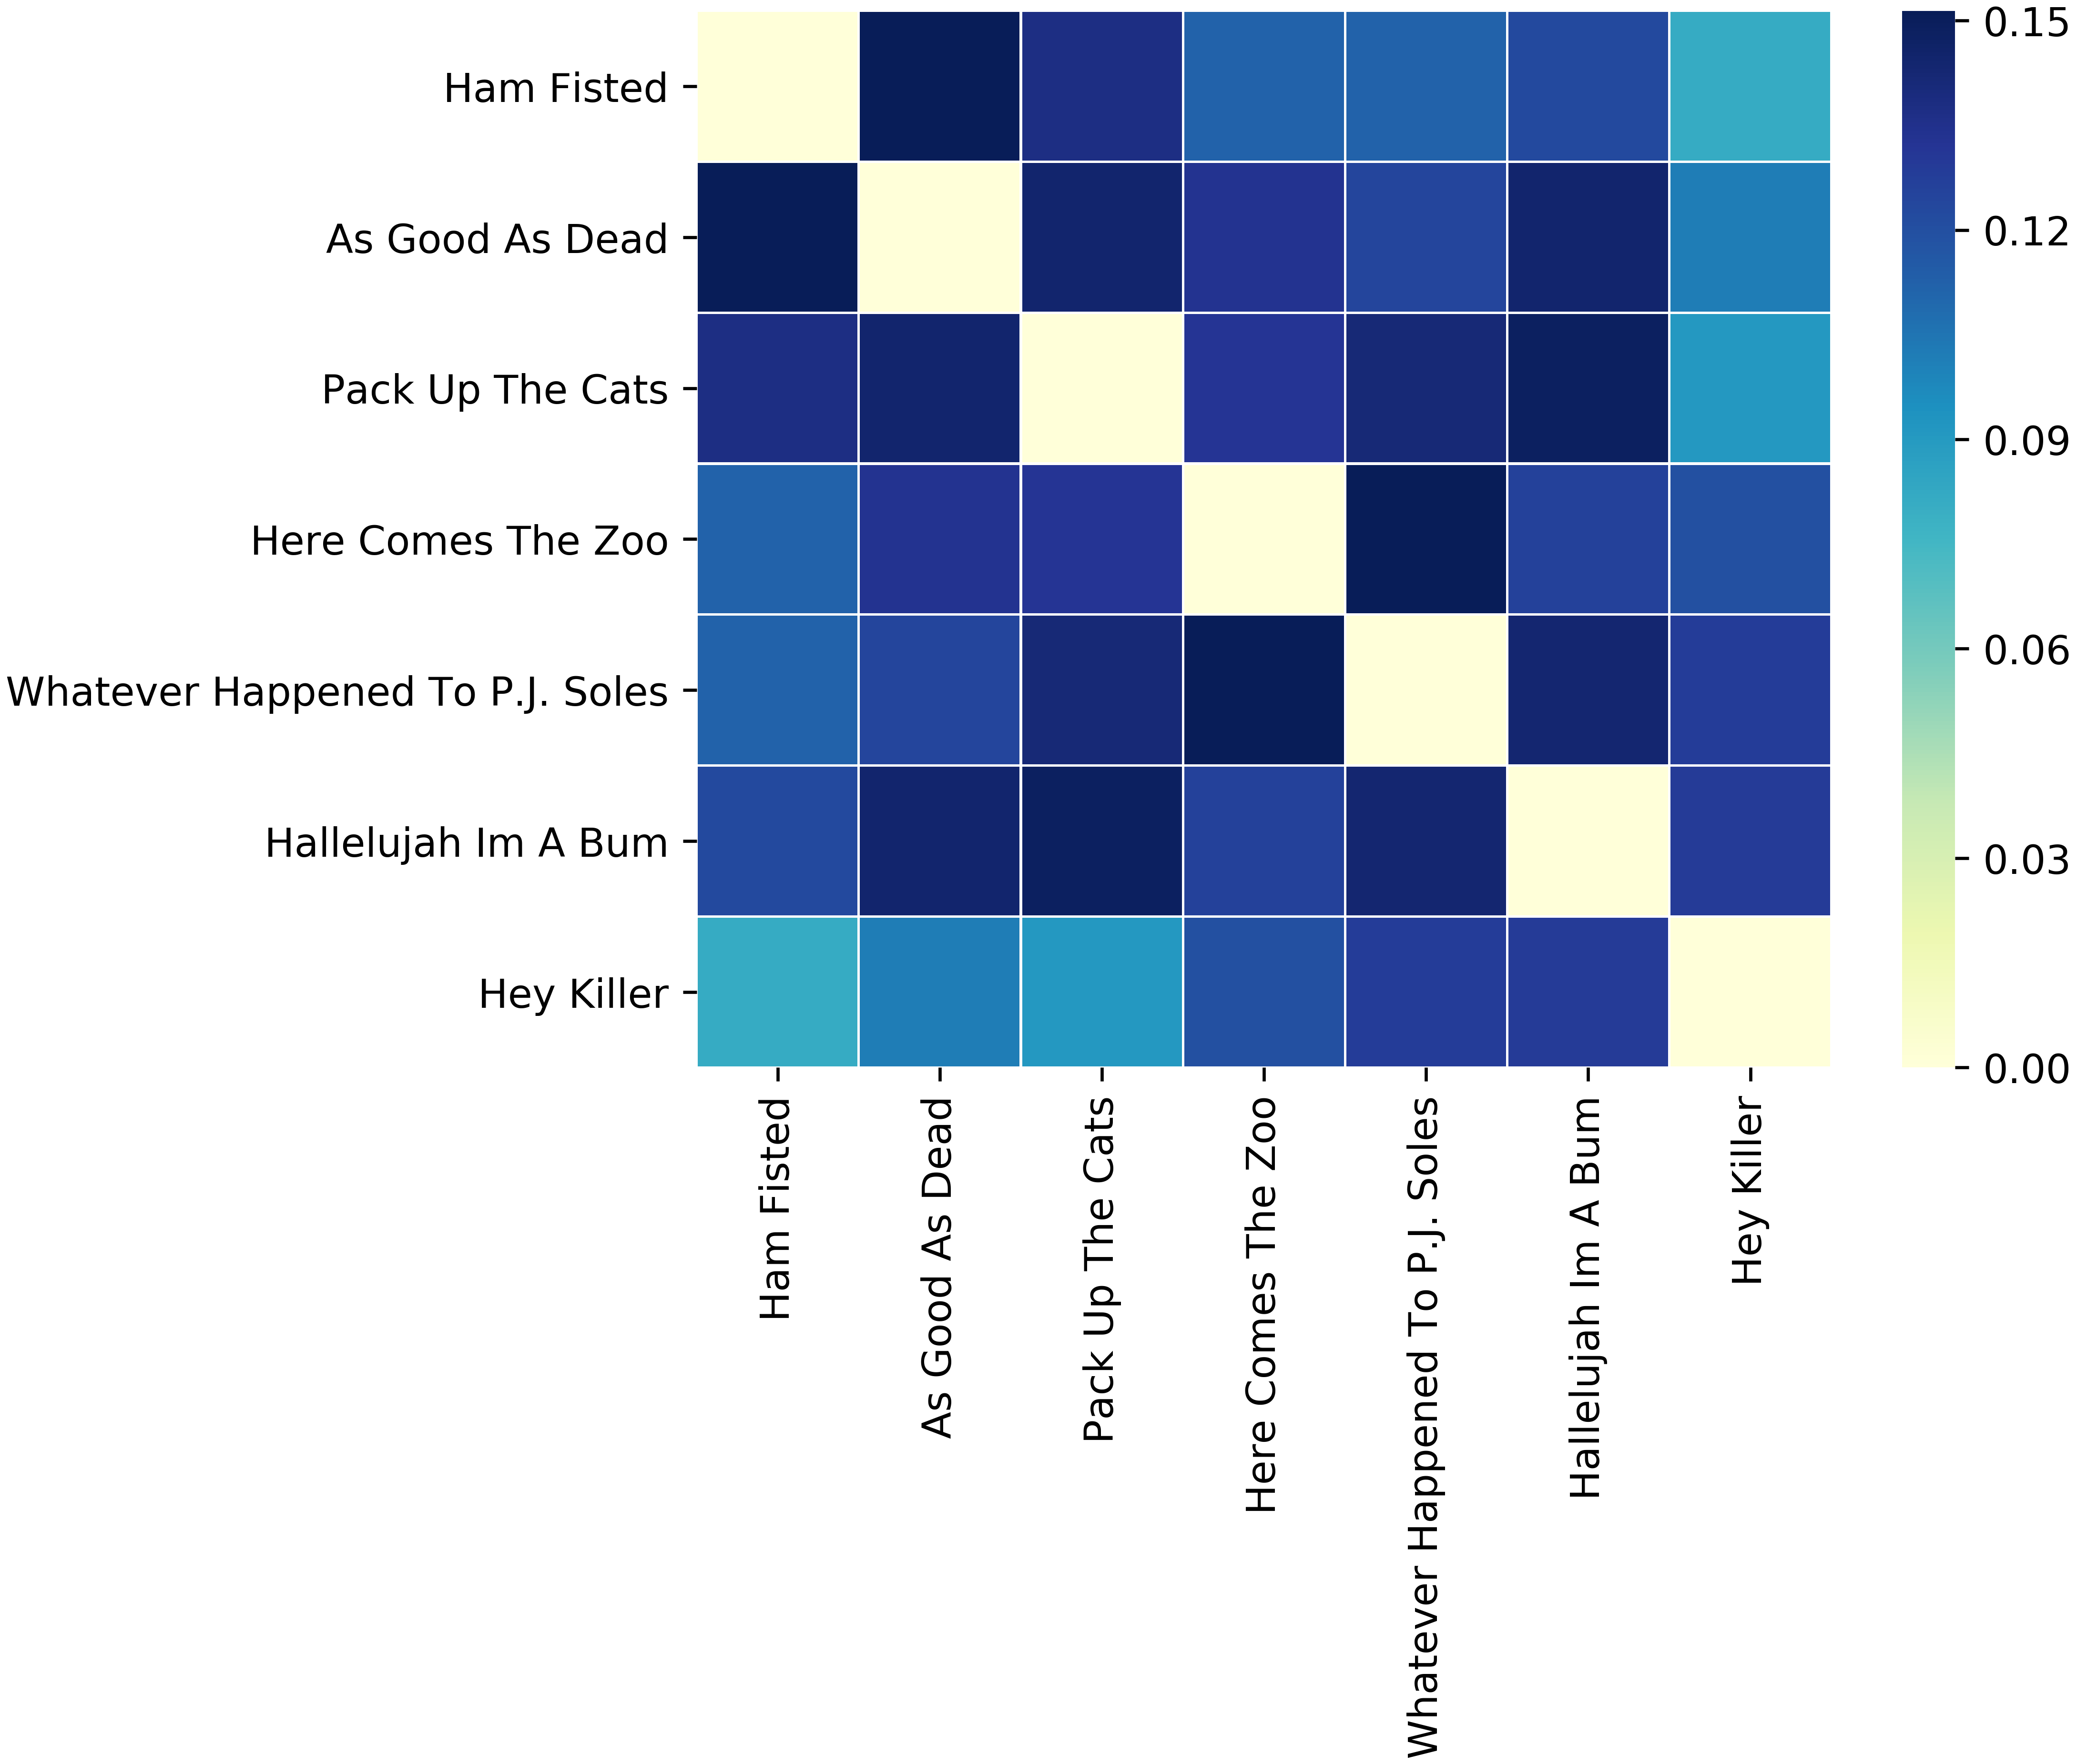 Ham Fisted
As Good As Dead
Pack Up The Cats
Here Comes The Zoo
Whatever Happened To P.J. Soles
Hallelujah Im A Bum
Hey Killer
Ham Fisted
As Good As Dead
Pack Up The Cats
Here Comes The Zoo
Whatever Happened To P.J. Soles
Hallelujah Im A Bum
Hey Killer
0.15
0.12
0.09
0.06
0.03
0.00